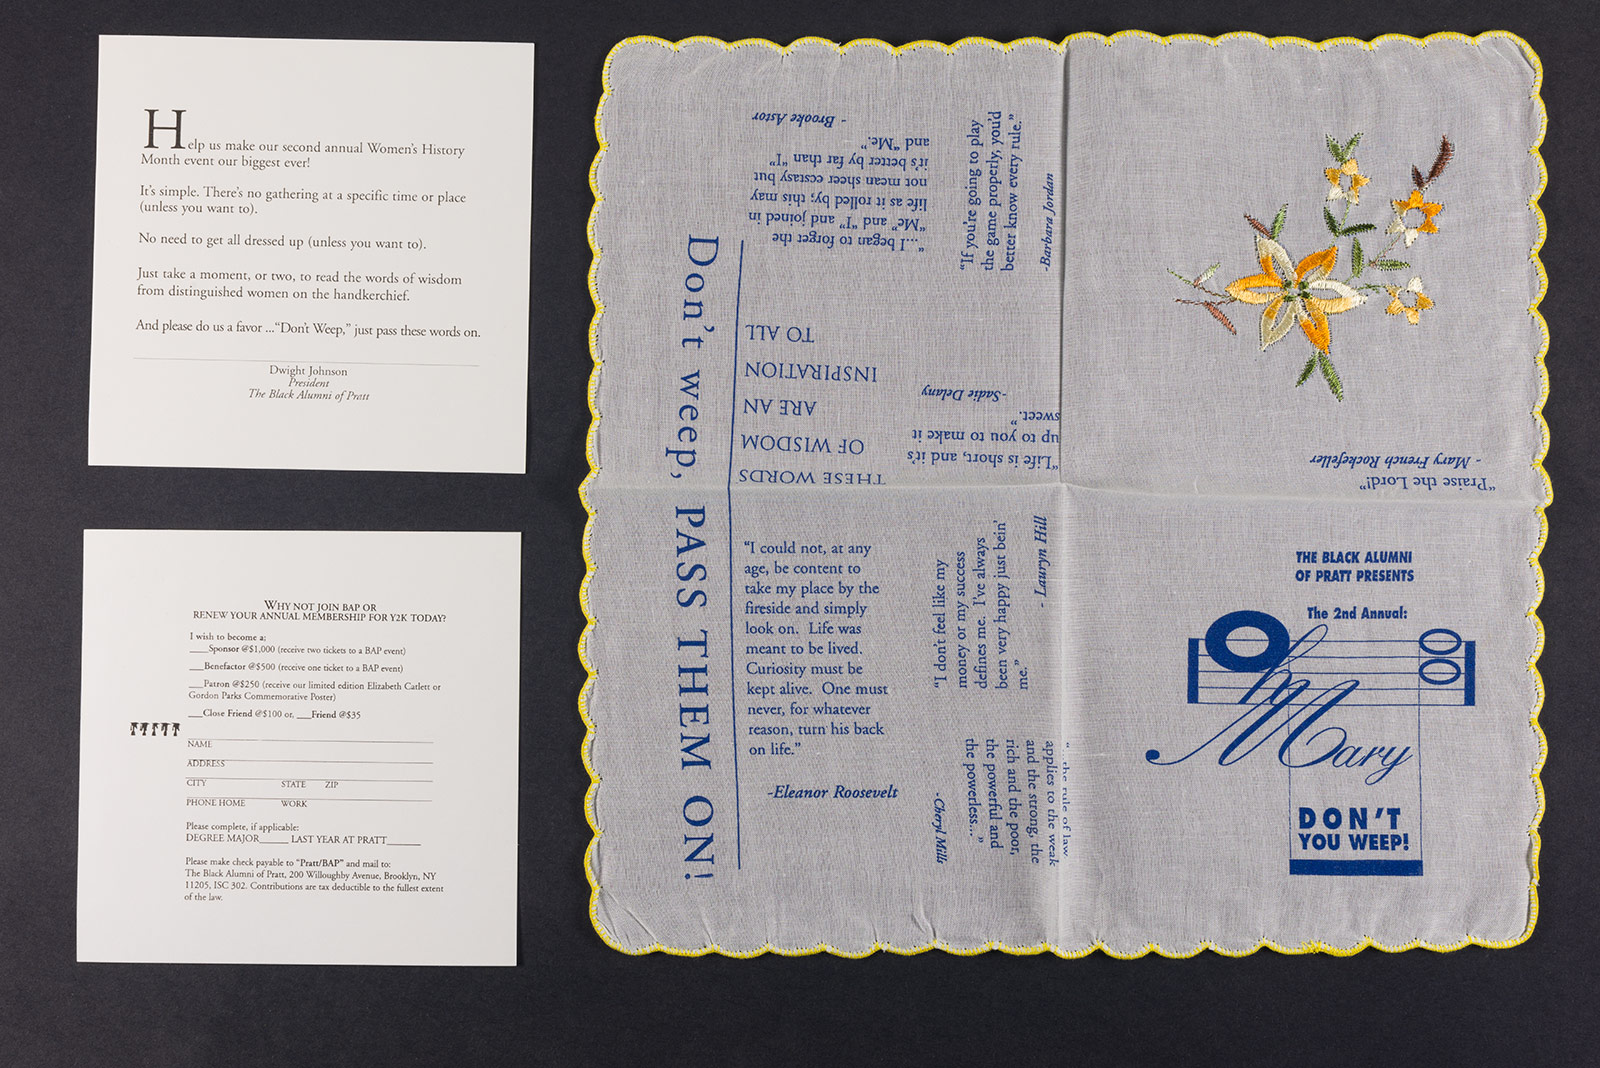 Help us make our second annual Women's History
Month event our biggest ever!
It's simple. There's no gathering at a specific time or place
(unless you want to).
No need to get all dressed up (unless you want to).
Just take a moment, or two, to read the words of wisdom
from distinguished women on the handkerchief.
And please do us a favor ..."Don't Weep," just pass these words on.
Dwight Johnson
President
The Black Alumni of Pratt
WHY NOT JOIN BAP OR
RENEW YOUR ANNUAL MEMBERSHIP FOR Y2K TODAY?
I wish to become a:
___Sponsor @$1,000 (receive two tickets to a BAP event)
___Benefactor @$500 (receive one ticket to a BAP event)
___Patron @$250 (receive our limited edition Elizabeth Catlett or
Gordon Parks Commemorative Poster)
___Close Friend @$100 or, ___Friend @$35
NAME
ADDRESS
CITY STATE ZIP
PHONE HOME WORK
Please complete, if applicable:
DEGREE MAJOR______ LAST YEAR AT PRATT_______
Please make check payable to "Pratt/BAP" and mail to:
The Black Alumni of Pratt, 200 Willoughby Avenue, Brooklyn, NY
11205, ISC 302. Contributions are tax deductible to the fullest extent
of the law.
Don't weep, PASS THEM ON!
THESE WORDS
OF WISDOM
ARE AN
INSPIRATION
TO ALL
"...I began to forget the
"Me" and "I" and joined in
life as it rolled by; this may
not mean sheer ecstasy but
it's better by far than "I"
and "Me."
- Brooke Astor
"If you're going to play
the game properly, you'd
better know every rule."
-Barbara Jordan
"Life is short, and it's
up to you to make it
sweet."
-Sadie Delany
"I could not, at any
age, be content to
take my place by the
fireside and simply
look on. Life was
meant to be lived.
Curiosity must be
kept alive. One must
never, for whatever
reason, turn his back
on life."
-Eleanor Roosevelt
"I don't feel like my
money or my success
defines me. I've always
been very happy just bein'
me."
- Lauryn Hill
"...the rule of law
applies to the weak
and the strong, the
rich and the poor,
the powerful and
the powerless..."
-Cheryl Mills
"Praise the Lord!"
- Mary French Rockefeller
THE BLACK ALUMNI
OF PRATT PRESENTS
The 2nd Annual:
Oh
Mary
DON'T
YOU WEEP!